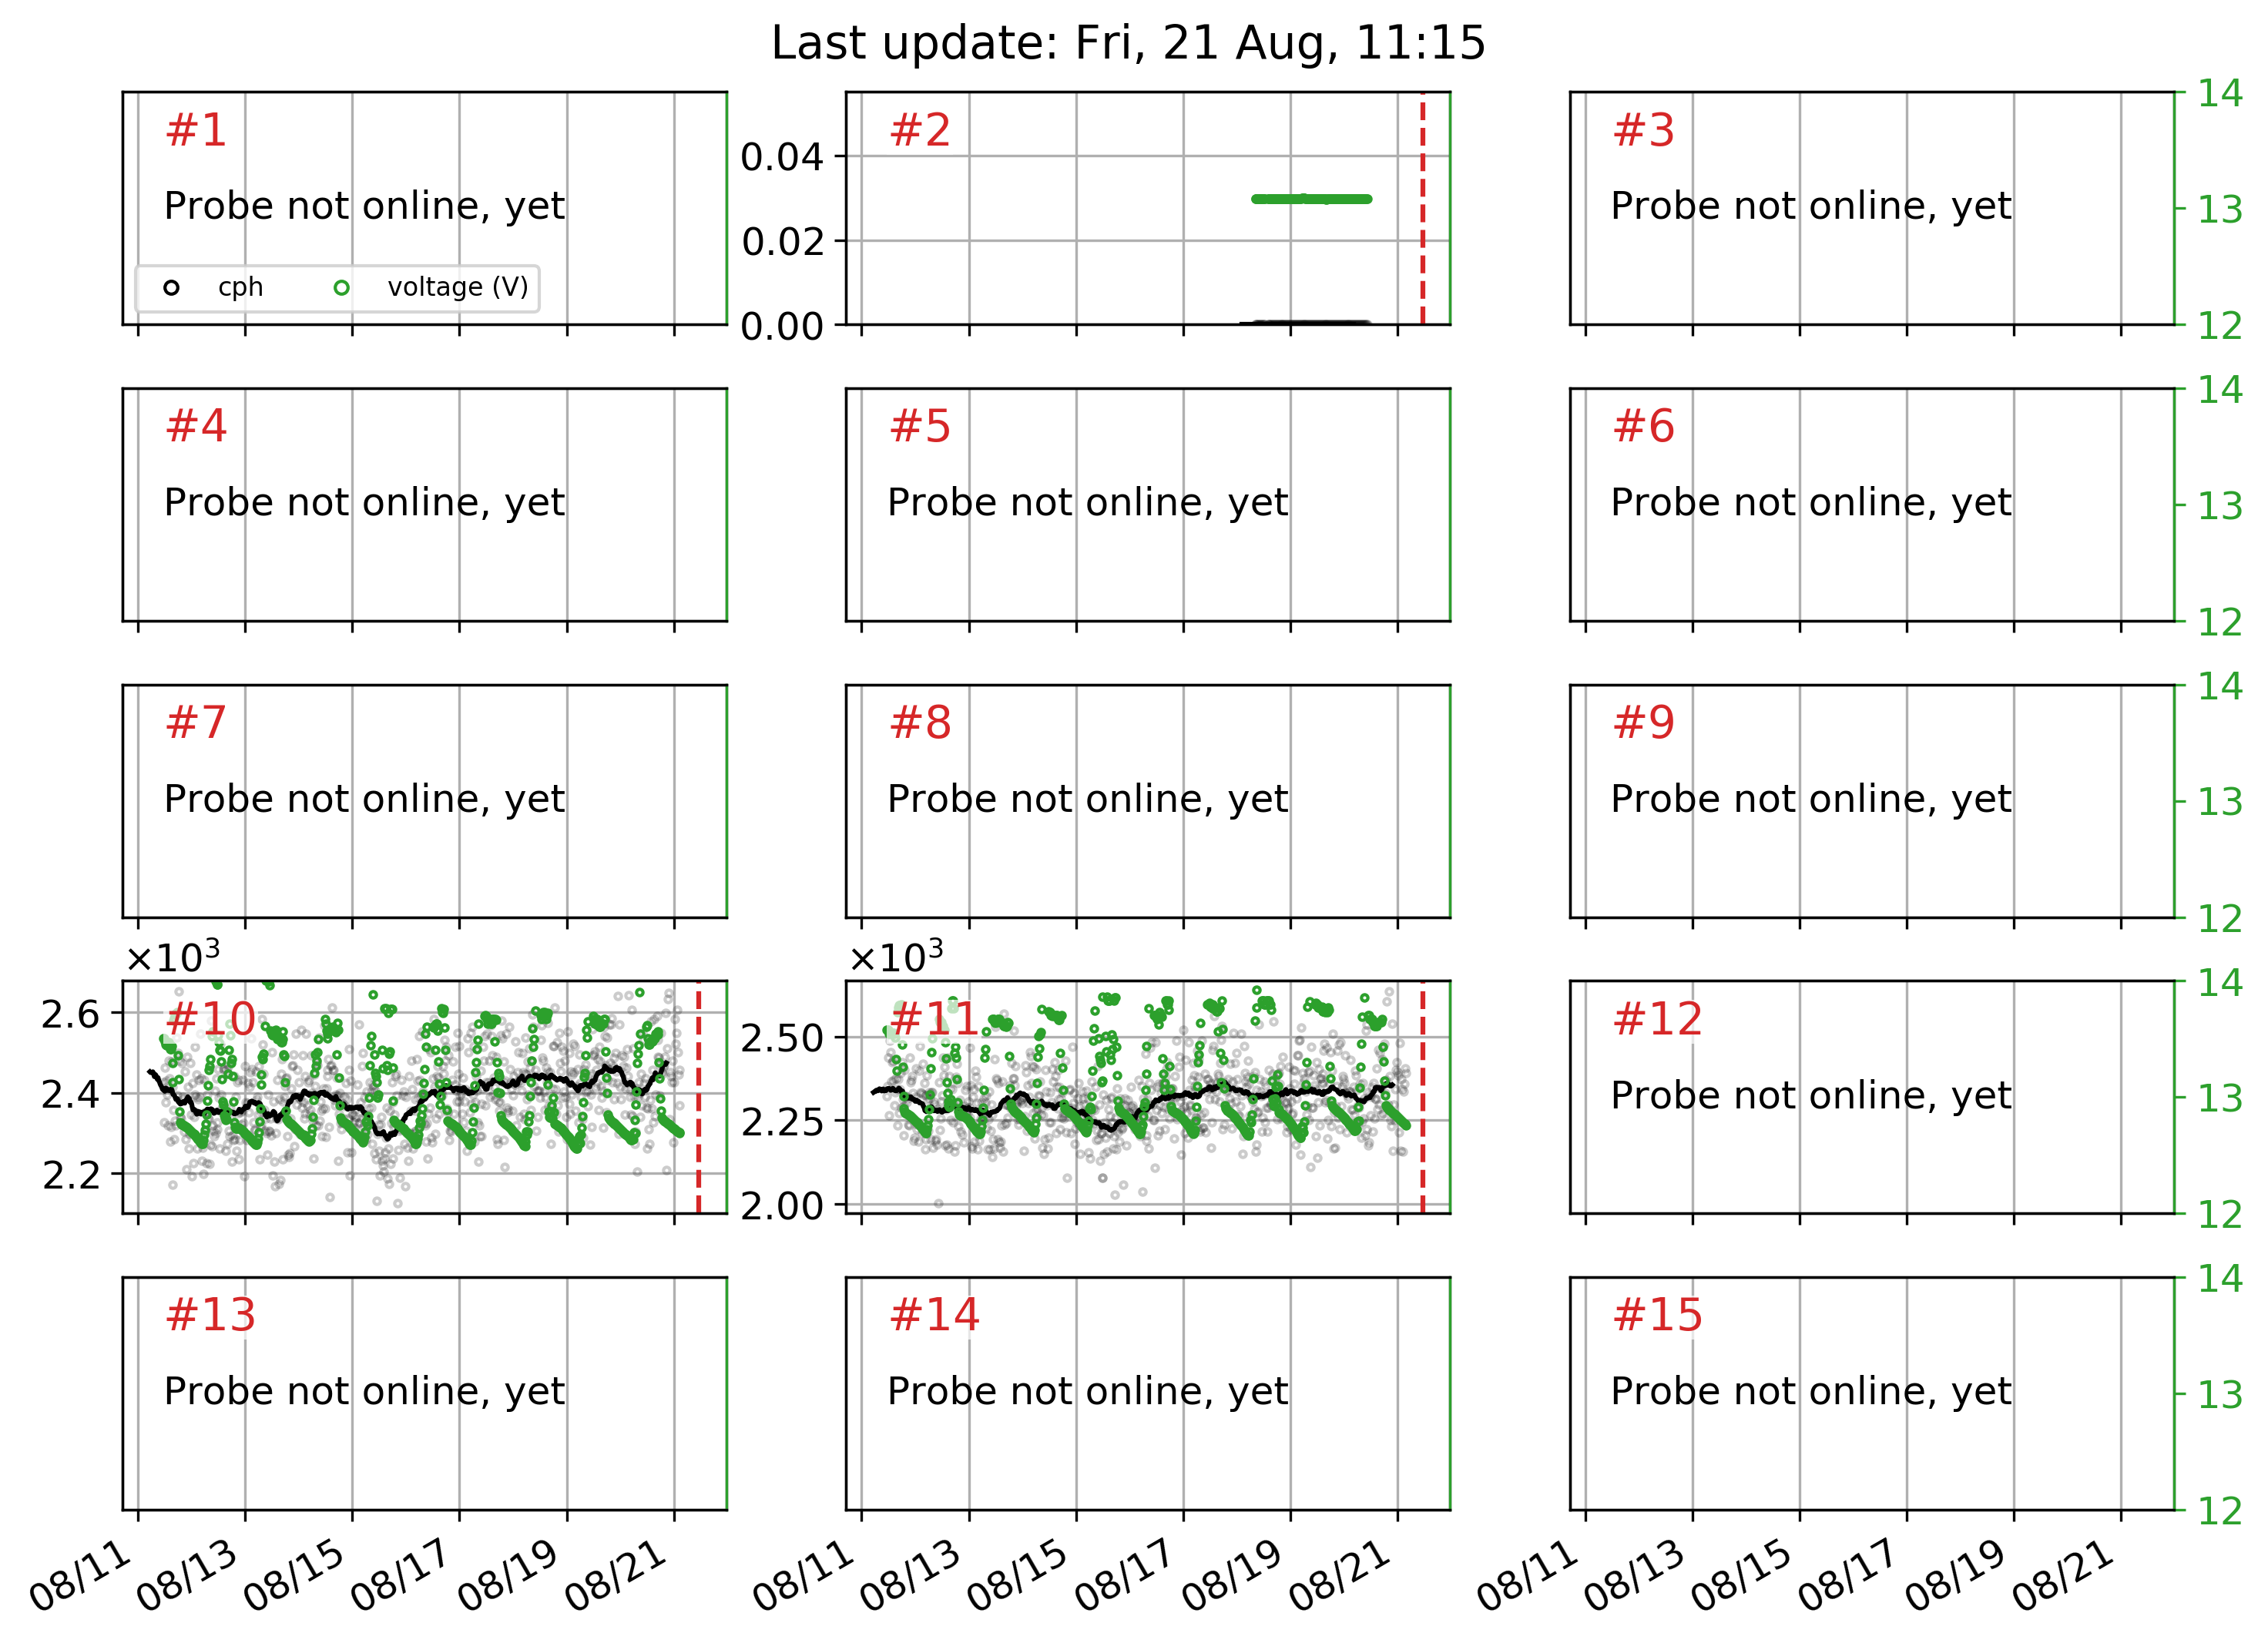 Last update: Fri, 21 Aug, 11:15
#1
Probe not online, yet
cph voltage (V)
0.04
0.02
0.00
#2
#3
Probe not online, yet
14
13
12
#4
Probe not online, yet
#5
Probe not online, yet
#6
Probe not online, yet
14
13
12
#7
Probe not online, yet
#8
Probe not online, yet
#9
Probe not online, yet
14
13
12
×10³
2.6
2.4
2.2
#10
×10³
2.50
2.25
2.00
#11
#12
Probe not online, yet
14
13
12
#13
Probe not online, yet
#14
Probe not online, yet
#15
Probe not online, yet
14
13
12
08/11 08/13 08/15 08/17 08/19 08/21
08/11 08/13 08/15 08/17 08/19 08/21
08/11 08/13 08/15 08/17 08/19 08/21